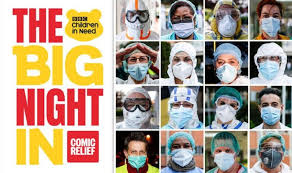 THE
BBC
Children
in Need
BIG
NIGHT
IN
COMIC
RELIEF